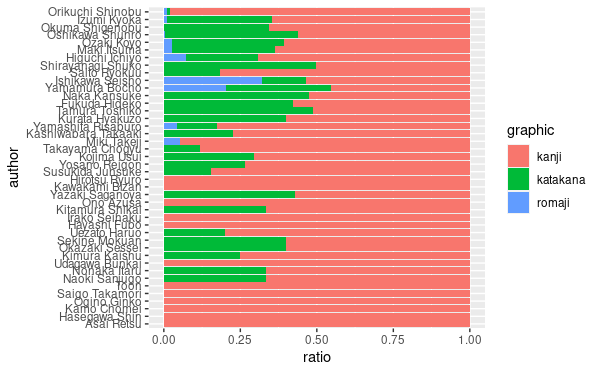 Orikuchi Shinobu
Izumi Kyoka
Okuma Shigenobu
Oshikawa Shunro
Ozaki Koyo
Maki Itsuma
Higuchi Ichiyo
Shirayanagi Shuko
Saito Ryokuu
Ishikawa Seisho
Yamamura Bocho
Naka Kansuke
Fukuda Hideko
Tamura Toshiko
Kurata Hyakuzo
Yamashita Risaburo
Kashiwabara Takaaki
Miki Takeji
Takayama Chogyu
Kojima Usui
Yosano Reigon
Susukida Junsuke
Hirotsu Ryuro
Kawakami Bizan
Yazaki Saganoya
Ono Azusa
Kitamura Shikai
Irako Seihaku
Hayashi Fubo
Uezato Haruo
Sekine Mokuan
Okazaki Sessei
Kimura Kaishu
Udagawa Bunkai
Nonaka Itaru
Naoki Sanjugo
Toon
Saigo Takamori
Ogino Ginko
Kamo Chomei
Hasegawa Shin
Asai Retsu
author
0.00 0.25 0.50 0.75 1.00
ratio
graphic
kanji
katakana
romaji